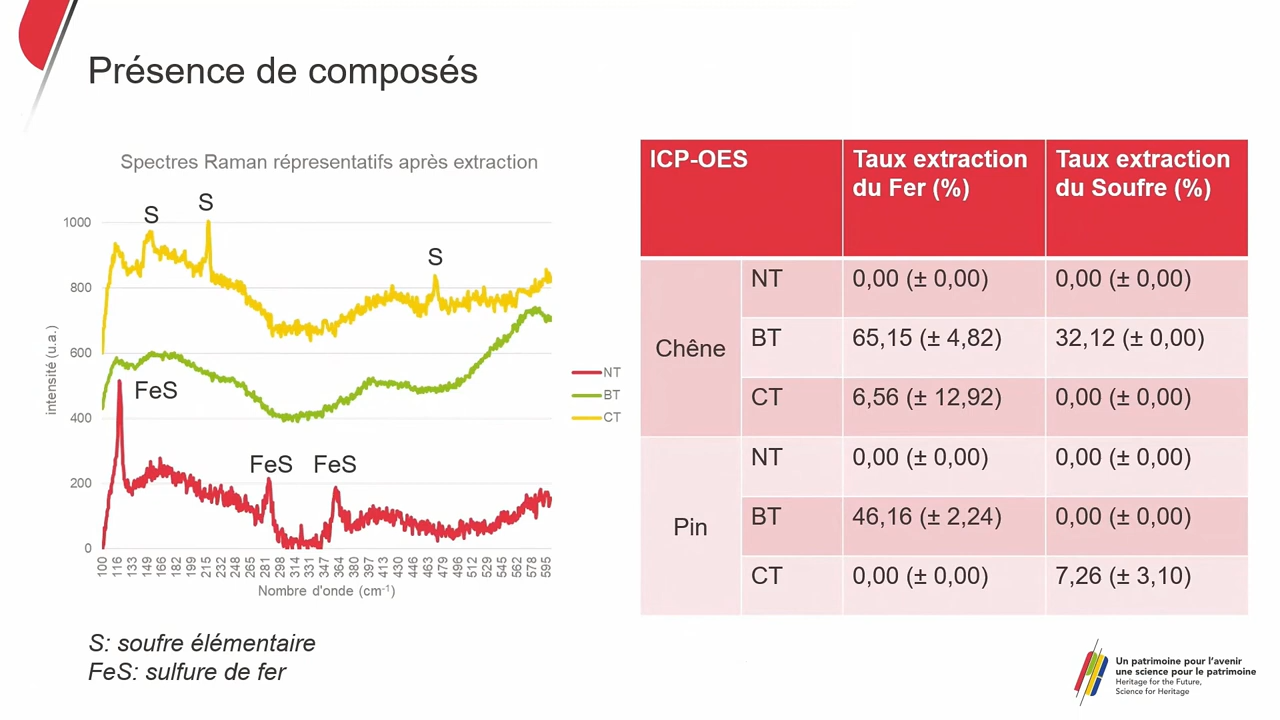 Présence de composés
Spectres Raman répresentatifs après extraction
S
S
S
1000
800
600
400
200
0
intensité (u.a.)
FeS
FeS
FeS
NT
BT
CT
100 116 133 149 166 182 199 215 232 248 265 281 298 314 331 347 364 380 397 413 430 446 463 479 496 512 529 545 562 578 595
Nombre d'onde (cm-1)
S: soufre élémentaire
FeS: sulfure de fer
ICP-OES
Taux extraction du Fer (%)
Taux extraction du Soufre (%)
Chêne
NT 0,00 (± 0,00) 0,00 (± 0,00)
BT 65,15 (± 4,82) 32,12 (± 0,00)
CT 6,56 (± 12,92) 0,00 (± 0,00)
Pin
NT 0,00 (± 0,00) 0,00 (± 0,00)
BT 46,16 (± 2,24) 0,00 (± 0,00)
CT 0,00 (± 0,00) 7,26 (± 3,10)
Un patrimoine pour l'avenir
une science pour le patrimoine
Heritage for the Future,
Science for Heritage